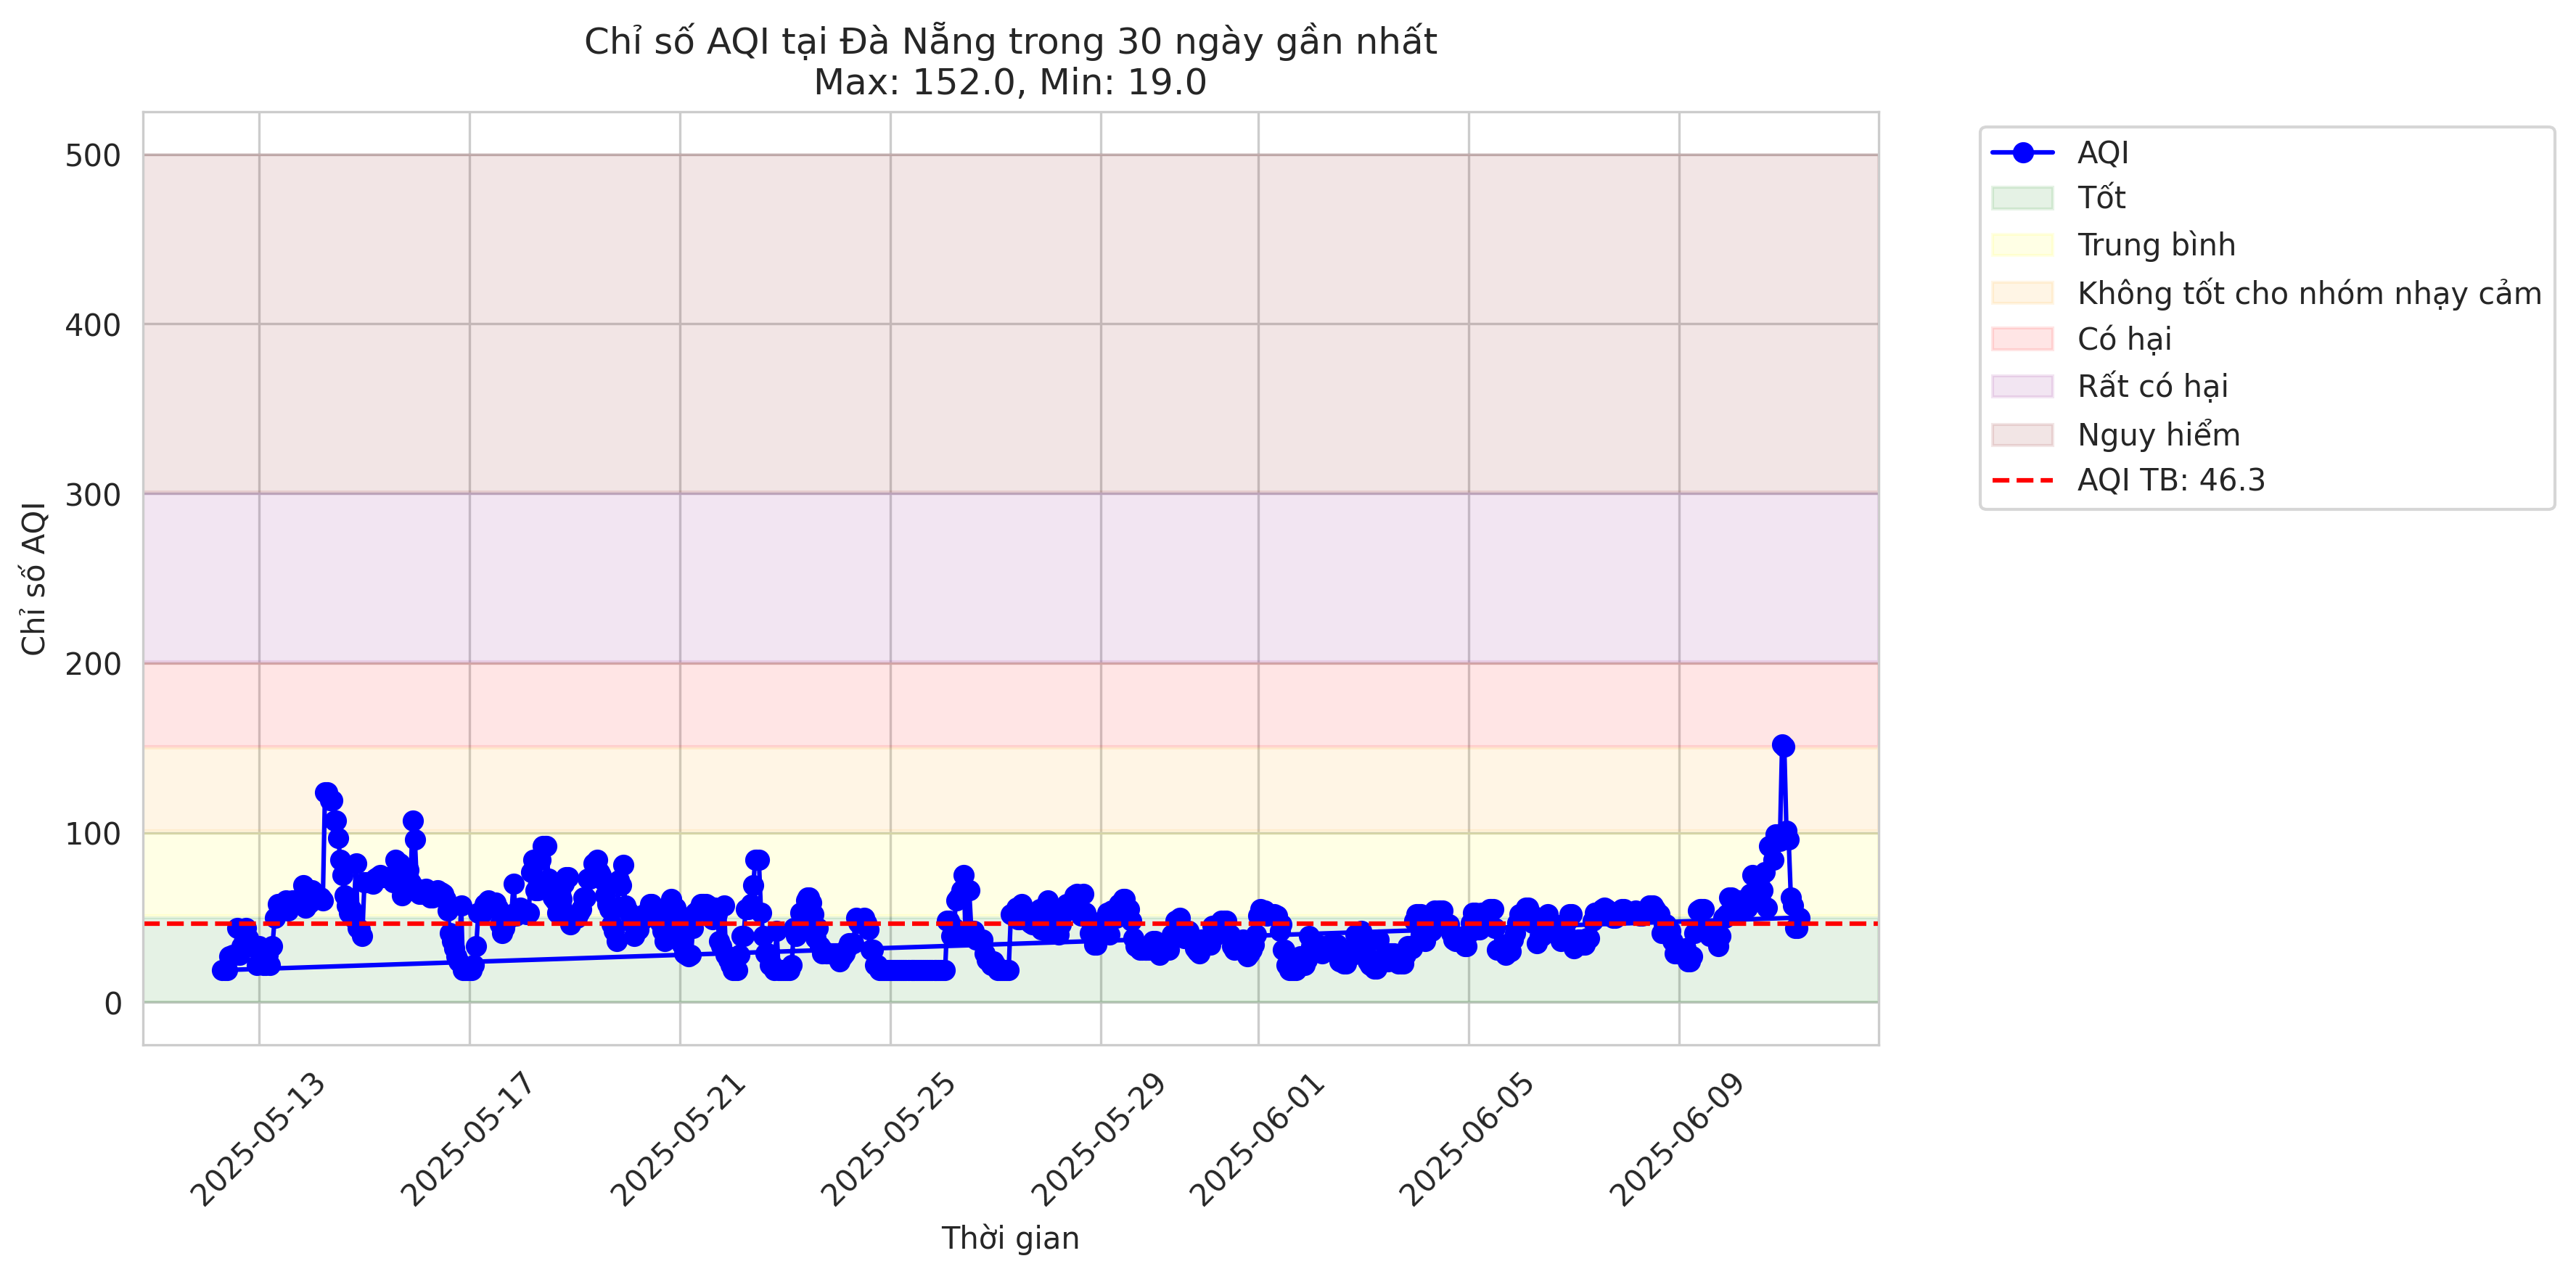 Chỉ số AQI tại Đà Nẵng trong 30 ngày gần nhất
Max: 152.0, Min: 19.0
Chỉ số AQI
500
400
300
200
100
0
2025-05-13
2025-05-17
2025-05-21
2025-05-25
2025-05-29
2025-06-01
2025-06-05
2025-06-09
Thời gian
AQI
Tốt
Trung bình
Không tốt cho nhóm nhạy cảm
Có hại
Rất có hại
Nguy hiểm
AQI TB: 46.3